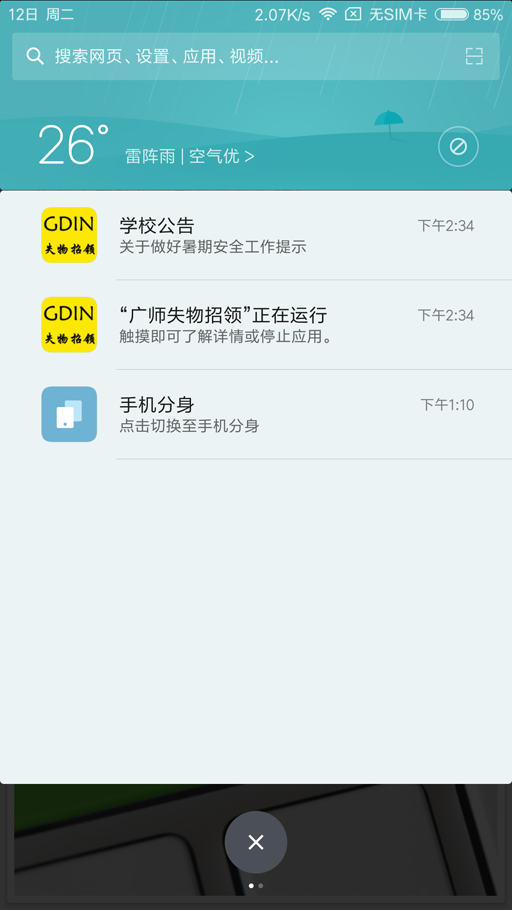 12日 周二 2.07K/s 无SIM卡 85%
搜索网页、设置、应用、视频...
26°
雷阵雨 | 空气优 >
GDIN
失物招领
学校公告
下午2:34
关于做好暑期安全工作提示
GDIN
失物招领
“广师失物招领”正在运行
下午2:34
触摸即可了解详情或停止应用。
手机分身
下午1:10
点击切换至手机分身